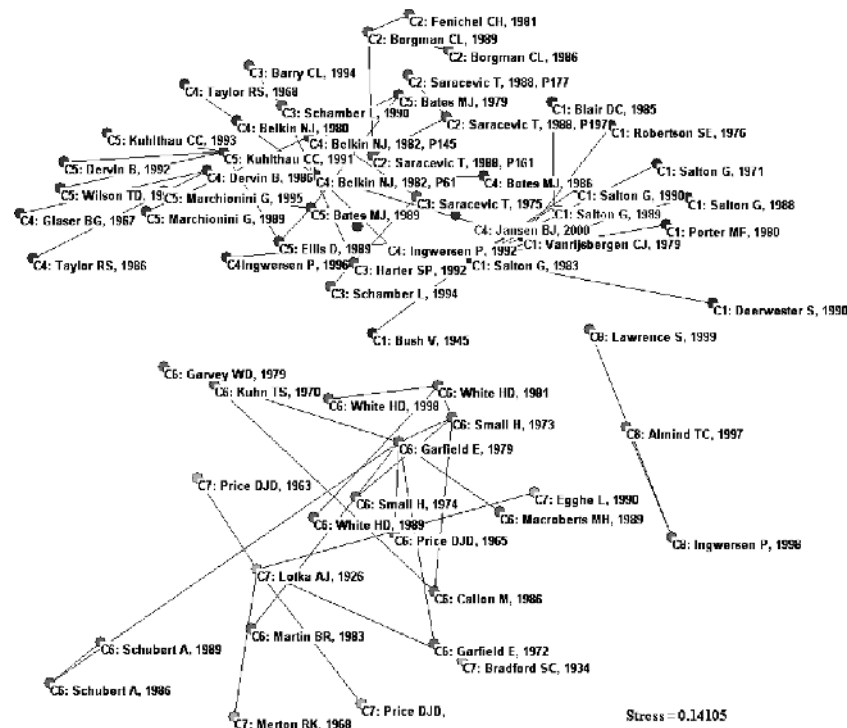 C2: Fenichel CH, 1981
C2: Borgman CL, 1989
C2: Borgman CL, 1986
C3: Barry CL, 1994
C2: Saracevic T, 1988, P177
C4: Taylor RS, 1968
C5: Bates MJ, 1979
C3: Schamber L, 1990
C1: Blair DC, 1985
C4: Belkin NJ, 1980
C2: Saracevic T, 1988, P197
C1: Robertson SE, 1976
C5: Kuhlthau CC, 1993
C4: Belkin NJ, 1982, P145
C5: Kuhlthau CC, 1991
C2: Saracevic T, 1988, P161
C5: Dervin B, 1992
C1: Salton G, 1971
C4: Dervin B, 1986
C4: Belkin NJ, 1982, P61
C4: Bates MJ, 1986
C5: Wilson TD,
C5: Marchionini G, 1995
C1: Salton G, 1990
C3: Saracevic T, 1975
C1: Salton G, 1988
C4: Glaser BG, 1967
C5: Marchionini G, 1989
C5: Bates MJ, 1989
C1: Salton G, 1989
C4: Jansen BJ, 2000
C1: Porter MF, 1980
C5: Ellis D, 1989
C4: Ingwersen P, 1992
C1: Vanrijsbergen CJ, 1979
C4: Taylor RS, 1986
C4Ingwersen P, 1996
C3: Harter SP, 1992
C1: Salton G, 1983
C3: Schamber L, 1994
C1: Deerwester S, 1990
C1: Bush V, 1945
C8: Lawrence S, 1999
C6: Garvey WD, 1979
C6: Kuhn TS, 1970
C6: White HD, 1981
C6: White HD, 1998
C6: Small H, 1973
C8: Almind TC, 1997
C6: Garfield E, 1979
C7: Price DJD, 1963
C7: Egghe L, 1990
C6: Small H, 1974
C6: Macroberts MH, 1989
C6: White HD, 1989
C6: Price DJD, 1965
C8: Ingwersen P, 1998
C7: Lotka AJ, 1926
C6: Callon M, 1986
C6: Martin BR, 1983
C6: Schubert A, 1989
C6: Garfield E, 1972
C7: Bradford SC, 1934
C6: Schubert A, 1986
C7: Price DJD,
C7: Merton RK, 1968
Stress = 0.14105